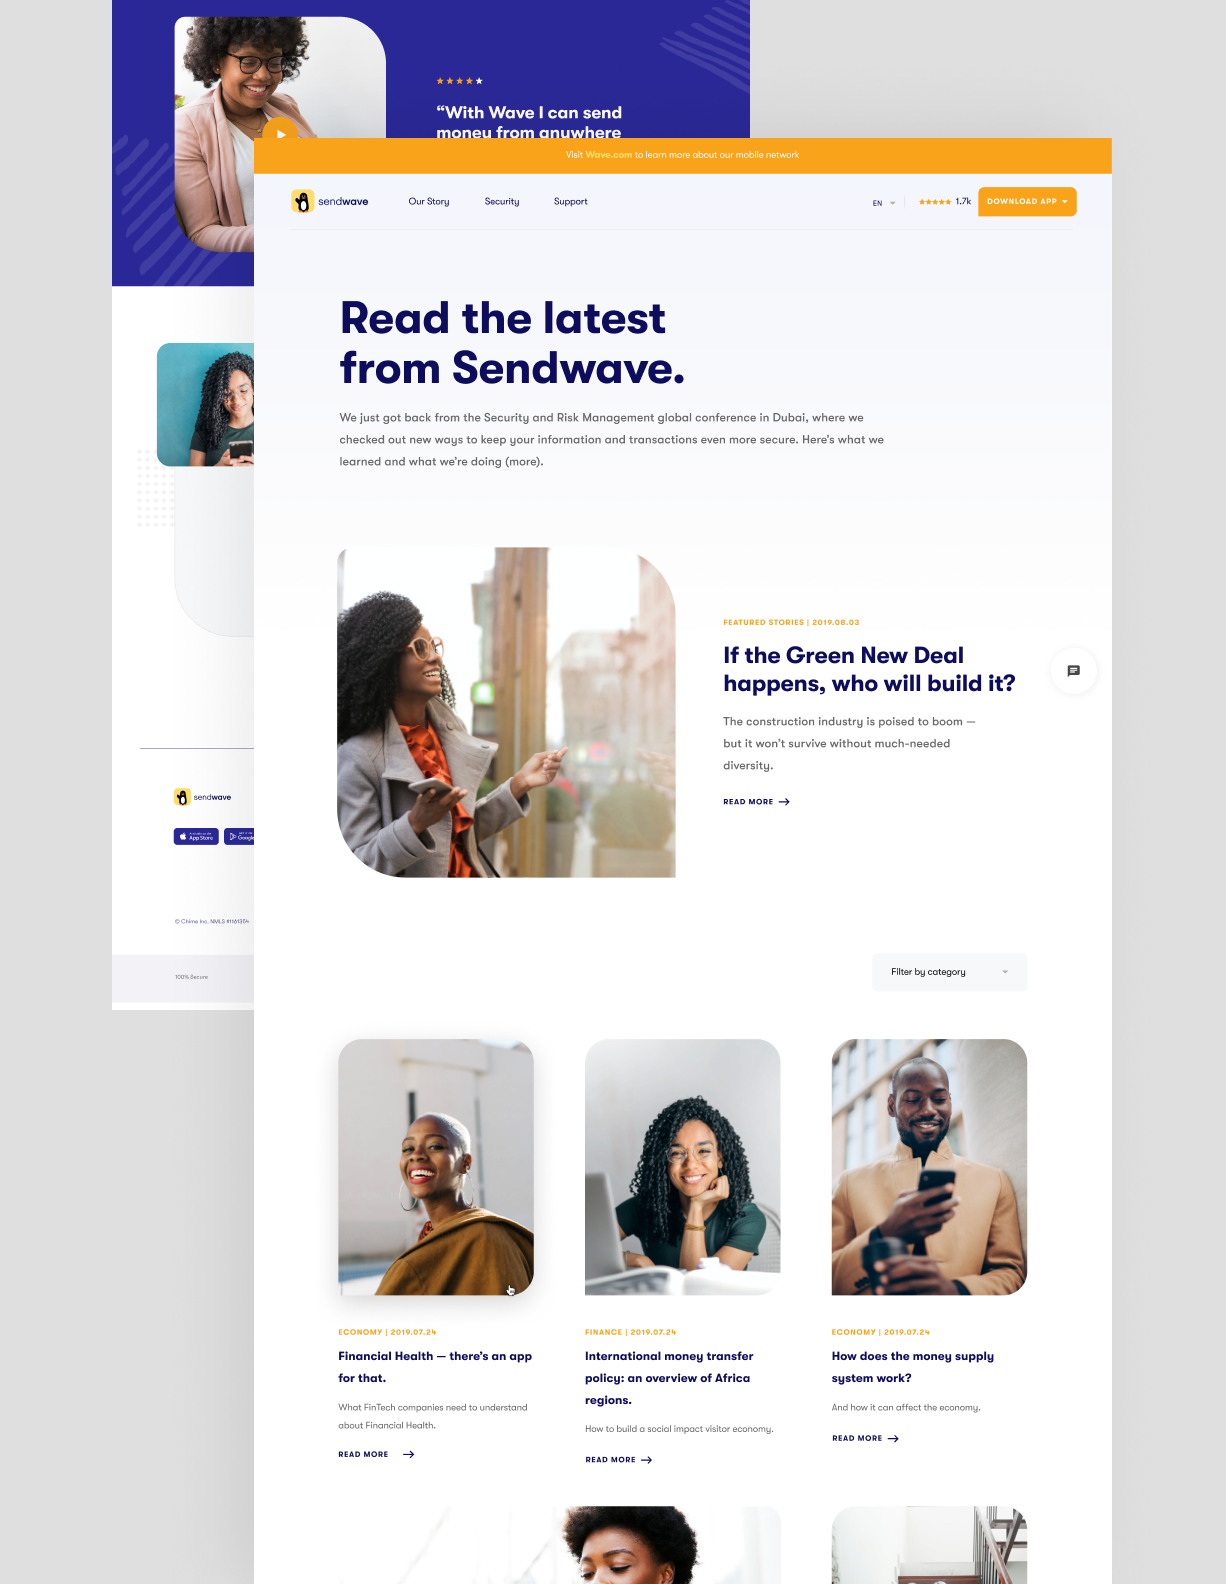 “With Wave I can send
money from anywhere
Visit Wave.com to learn more about our mobile network
sendwave
Our Story
Security
Support
EN
1.7k
DOWNLOAD APP
Read the latest
from Sendwave.
We just got back from the Security and Risk Management global conference in Dubai, where we
checked out new ways to keep your information and transactions even more secure. Here’s what we
learned and what we’re doing (more).
FEATURED STORIES | 2019.08.03
If the Green New Deal
happens, who will build it?
The construction industry is poised to boom —
but it won’t survive without much-needed
diversity.
READ MORE
sendwave
App Store
Google
© Chime Inc. NMLS
100% Secure
Filter by category
ECONOMY | 2019.07.24
Financial Health — there’s an app
for that.
What FinTech companies need to understand
about Financial Health.
READ MORE
FINANCE | 2019.07.24
International money transfer
policy: an overview of Africa
regions.
How to build a social impact visitor economy.
READ MORE
ECONOMY | 2019.07.24
How does the money supply
system work?
And how it can affect the economy.
READ MORE